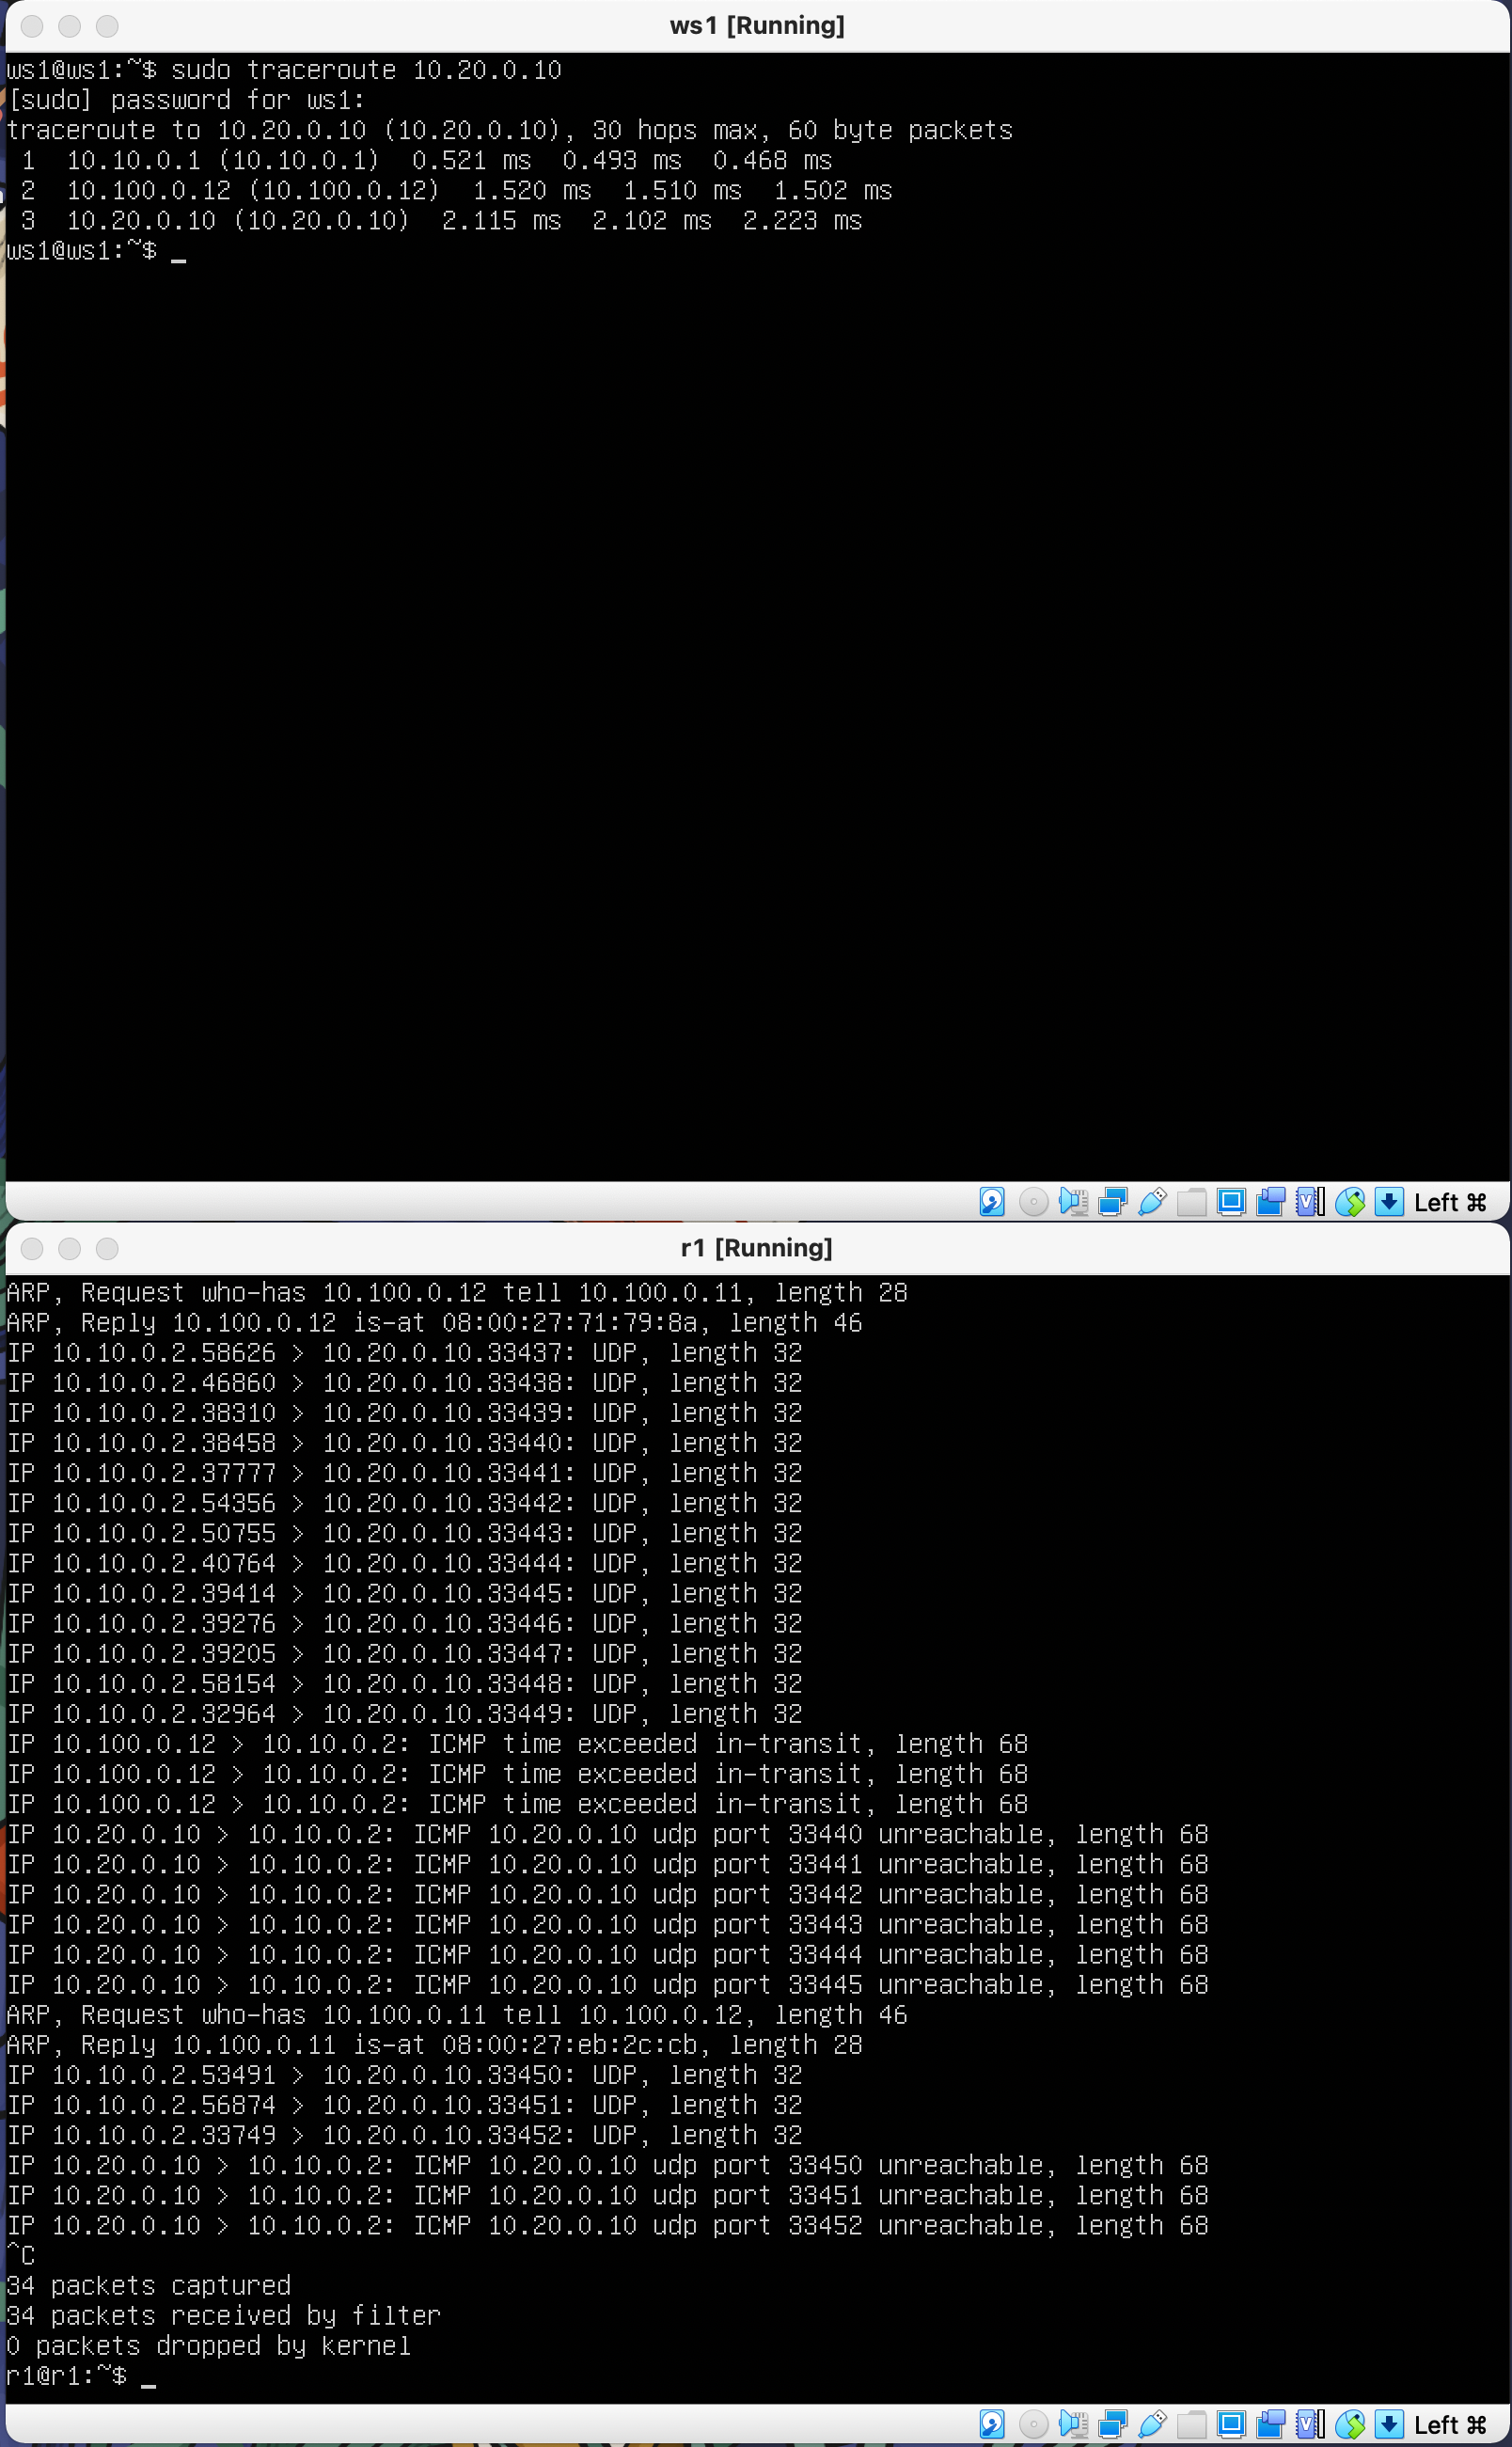 ws1 [Running]
ws1@ws1:~$ sudo traceroute 10.20.0.10
[sudo] password for ws1:
traceroute to 10.20.0.10 (10.20.0.10), 30 hops max, 60 byte packets
 1  10.10.0.1 (10.10.0.1)  0.521 ms  0.493 ms  0.468 ms
 2  10.100.0.12 (10.100.0.12)  1.520 ms  1.510 ms  1.502 ms
 3  10.20.0.10 (10.20.0.10)  2.115 ms  2.102 ms  2.223 ms
ws1@ws1:~$ _
Left ⌘
r1 [Running]
ARP, Request who-has 10.100.0.12 tell 10.100.0.11, length 28
ARP, Reply 10.100.0.12 is-at 08:00:27:71:79:8a, length 46
IP 10.10.0.2.58626 > 10.20.0.10.33437: UDP, length 32
IP 10.10.0.2.46860 > 10.20.0.10.33438: UDP, length 32
IP 10.10.0.2.38310 > 10.20.0.10.33439: UDP, length 32
IP 10.10.0.2.38458 > 10.20.0.10.33440: UDP, length 32
IP 10.10.0.2.37777 > 10.20.0.10.33441: UDP, length 32
IP 10.10.0.2.54356 > 10.20.0.10.33442: UDP, length 32
IP 10.10.0.2.50755 > 10.20.0.10.33443: UDP, length 32
IP 10.10.0.2.40764 > 10.20.0.10.33444: UDP, length 32
IP 10.10.0.2.39414 > 10.20.0.10.33445: UDP, length 32
IP 10.10.0.2.39276 > 10.20.0.10.33446: UDP, length 32
IP 10.10.0.2.39205 > 10.20.0.10.33447: UDP, length 32
IP 10.10.0.2.58154 > 10.20.0.10.33448: UDP, length 32
IP 10.10.0.2.32964 > 10.20.0.10.33449: UDP, length 32
IP 10.100.0.12 > 10.10.0.2: ICMP time exceeded in-transit, length 68
IP 10.100.0.12 > 10.10.0.2: ICMP time exceeded in-transit, length 68
IP 10.100.0.12 > 10.10.0.2: ICMP time exceeded in-transit, length 68
IP 10.20.0.10 > 10.10.0.2: ICMP 10.20.0.10 udp port 33440 unreachable, length 68
IP 10.20.0.10 > 10.10.0.2: ICMP 10.20.0.10 udp port 33441 unreachable, length 68
IP 10.20.0.10 > 10.10.0.2: ICMP 10.20.0.10 udp port 33442 unreachable, length 68
IP 10.20.0.10 > 10.10.0.2: ICMP 10.20.0.10 udp port 33443 unreachable, length 68
IP 10.20.0.10 > 10.10.0.2: ICMP 10.20.0.10 udp port 33444 unreachable, length 68
IP 10.20.0.10 > 10.10.0.2: ICMP 10.20.0.10 udp port 33445 unreachable, length 68
ARP, Request who-has 10.100.0.11 tell 10.100.0.12, length 46
ARP, Reply 10.100.0.11 is-at 08:00:27:eb:2c:cb, length 28
IP 10.10.0.2.53491 > 10.20.0.10.33450: UDP, length 32
IP 10.10.0.2.56874 > 10.20.0.10.33451: UDP, length 32
IP 10.10.0.2.33749 > 10.20.0.10.33452: UDP, length 32
IP 10.20.0.10 > 10.10.0.2: ICMP 10.20.0.10 udp port 33450 unreachable, length 68
IP 10.20.0.10 > 10.10.0.2: ICMP 10.20.0.10 udp port 33451 unreachable, length 68
IP 10.20.0.10 > 10.10.0.2: ICMP 10.20.0.10 udp port 33452 unreachable, length 68
^C
34 packets captured
34 packets received by filter
0 packets dropped by kernel
r1@r1:~$ _
Left ⌘